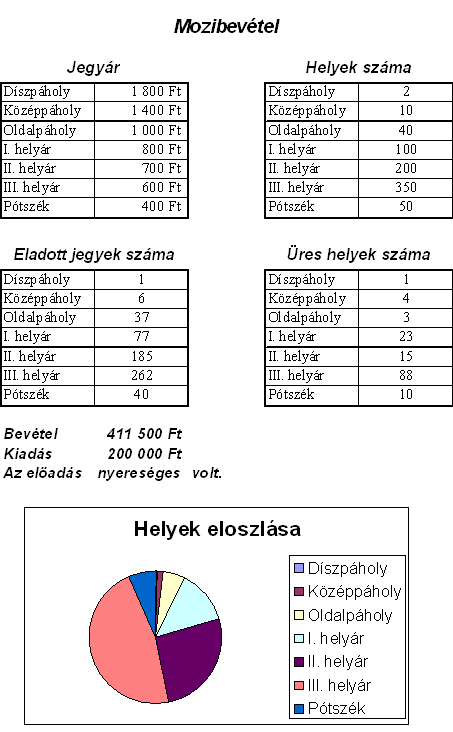 Mozibevétel
Jegyár
Díszpáholy 1 800 Ft
Középpáholy 1 400 Ft
Oldalpáholy 1 000 Ft
I. helyár 800 Ft
II. helyár 700 Ft
III. helyár 600 Ft
Pótszék 400 Ft
Helyek száma
Díszpáholy 2
Középpáholy 10
Oldalpáholy 40
I. helyár 100
II. helyár 200
III. helyár 350
Pótszék 50
Eladott jegyek száma
Díszpáholy 1
Középpáholy 6
Oldalpáholy 37
I. helyár 77
II. helyár 185
III. helyár 262
Pótszék 40
Üres helyek száma
Díszpáholy 1
Középpáholy 4
Oldalpáholy 3
I. helyár 23
II. helyár 15
III. helyár 88
Pótszék 10
Bevétel 411 500 Ft
Kiadás 200 000 Ft
Az előadás nyereséges volt.
Helyek eloszlása
Díszpáholy
Középpáholy
Oldalpáholy
I. helyár
II. helyár
III. helyár
Pótszék